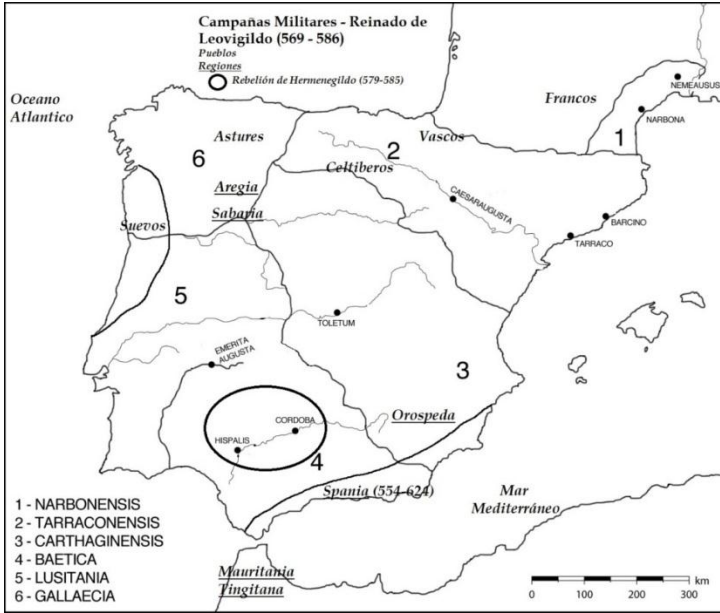 Campañas Militares - Reinado de
Leovigildo (569 - 586)
Pueblos
Regiones
Rebelión de Hermenegildo (579-585)
Oceano
Atlantico
Francos
NEMEAUSUS
NARBONA
1
Astures
Vascos
2
6
Celtiberos
Aregia
CAESARAUGUSTA
Sabaria
Suevos
BARCINO
TARRACO
5
TOLETUM
EMERITA
AUGUSTA
3
Orospeda
CORDOBA
HISPALIS
4
Spania (554-624)
Mar
Mediterráneo
1 - NARBONENSIS
2 - TARRACONENSIS
3 - CARTHAGINENSIS
4 - BAETICA
5 - LUSITANIA
6 - GALLAECIA
Mauritania
Tingitana
km
0 100 200 300